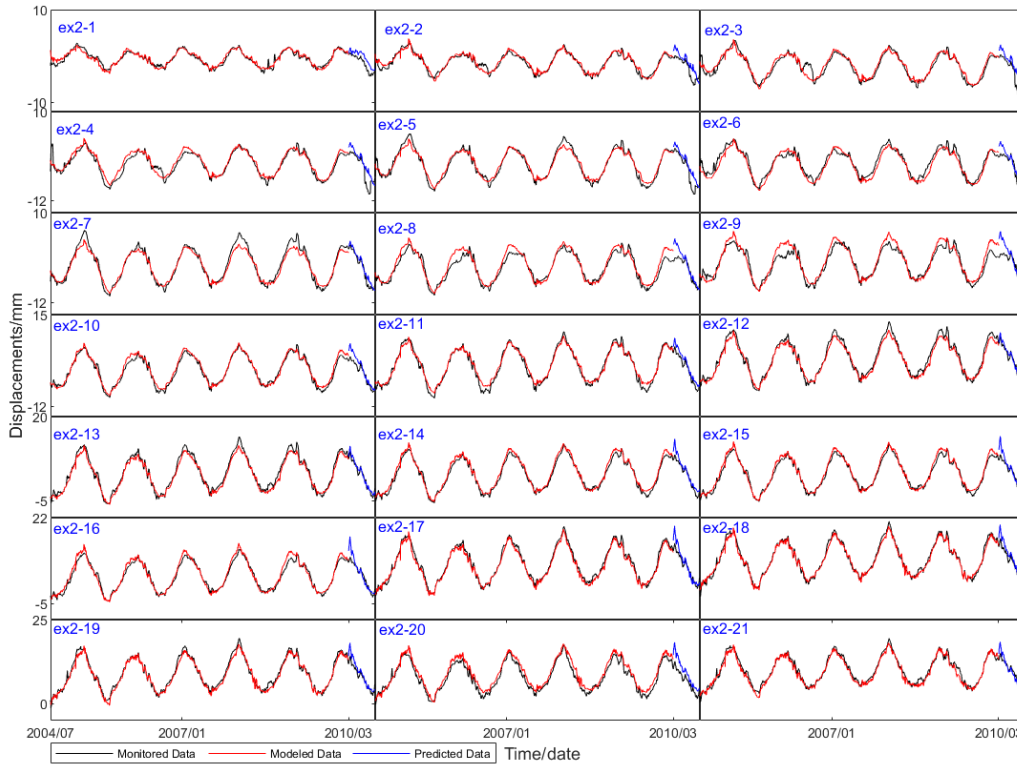 10
ex2-1 ex2-2 ex2-3
-10
10
ex2-4 ex2-5 ex2-6
-12
10
ex2-7 ex2-8 ex2-9
-12
15
ex2-10 ex2-11 ex2-12
-12
20
ex2-13 ex2-14 ex2-15
-5
22
ex2-16 ex2-17 ex2-18
-5
25
ex2-19 ex2-20 ex2-21
0
Displacements/mm
2004/07 2007/01 2010/03 2007/01 2010/03 2007/01 2010/03
Monitored Data Modeled Data Predicted Data Time/date